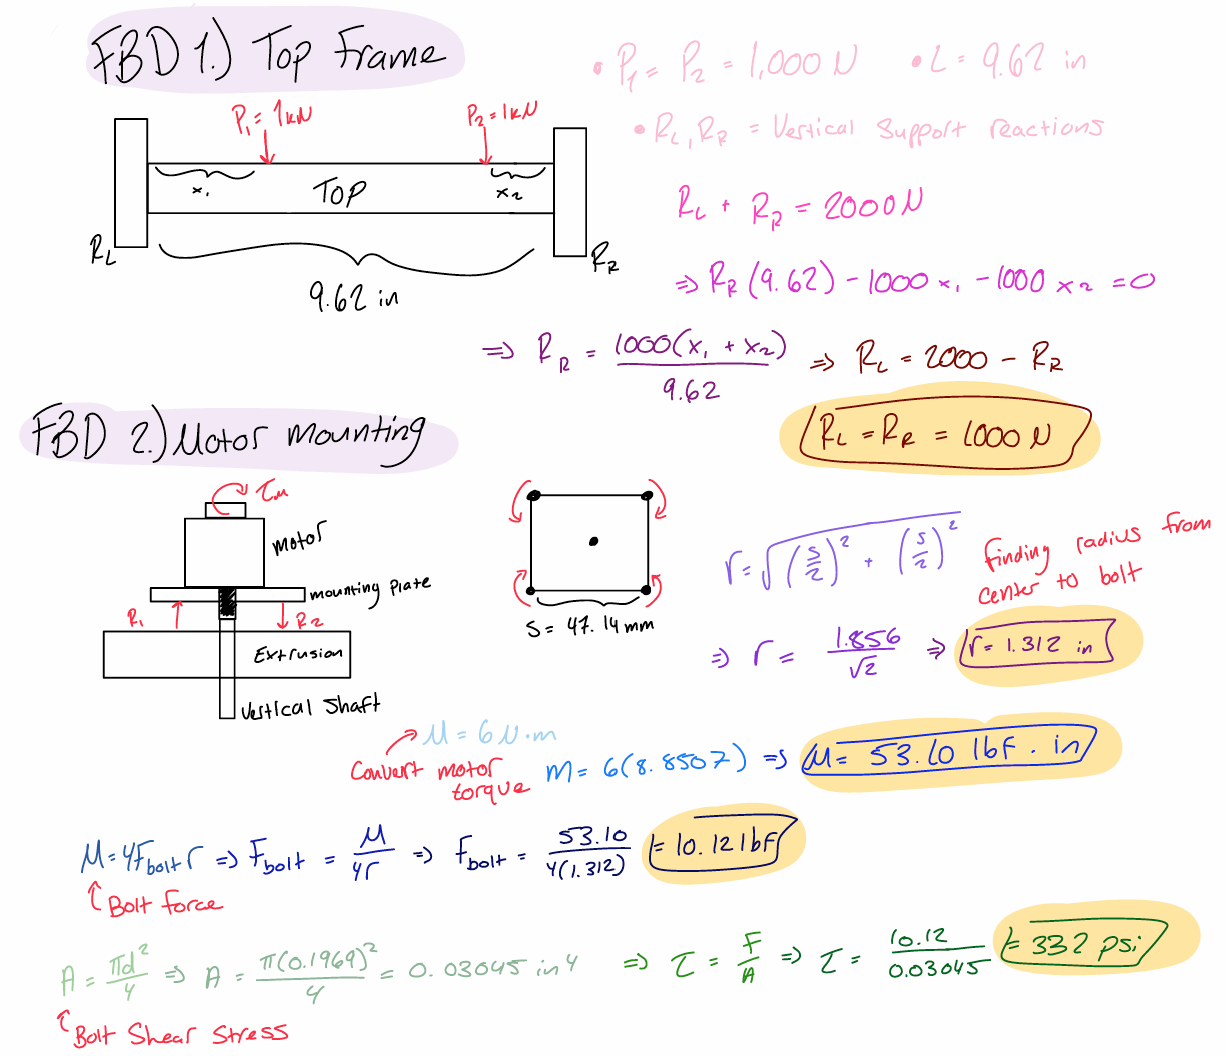 FBD 1.) Top Frame
• P₁ = P₂ = 1,000 N • L = 9.62 in
• R_L, R_R = Vertical support reactions
P₁ = 1kN P₂ = 1kN
x₁ TOP x₂
R_L R_R
9.62 in
R_L + R_R = 2000 N
⇒ R_R (9.62) - 1000 x₁ - 1000 x₂ = 0
⇒ R_R = 1000(x₁ + x₂) / 9.62 ⇒ R_L = 2000 - R_R
R_L = R_R = 1000 N
FBD 2.) Motor mounting
τ_M
motor
mounting plate
R₁ R₂
Extrusion
Vertical shaft
S = 47.14 mm
r = √((S/2)² + (S/2)²) finding radius from
center to bolt
⇒ r = 1.856 / √2 ⇒ r = 1.312 in
M = 6 N·m
Convert motor
torque
m = 6(8.8507) ⇒ M = 53.10 lbf · in
M = 4F_bolt r ⇒ F_bolt = M / 4r ⇒ F_bolt = 53.10 / 4(1.312) = 10.12 lbf
Bolt force
A = πd² / 4 ⇒ A = π(0.1969)² / 4 = 0.03045 in⁴ ⇒ τ = F / A ⇒ τ = 10.12 / 0.03045 = 332 psi
Bolt Shear Stress